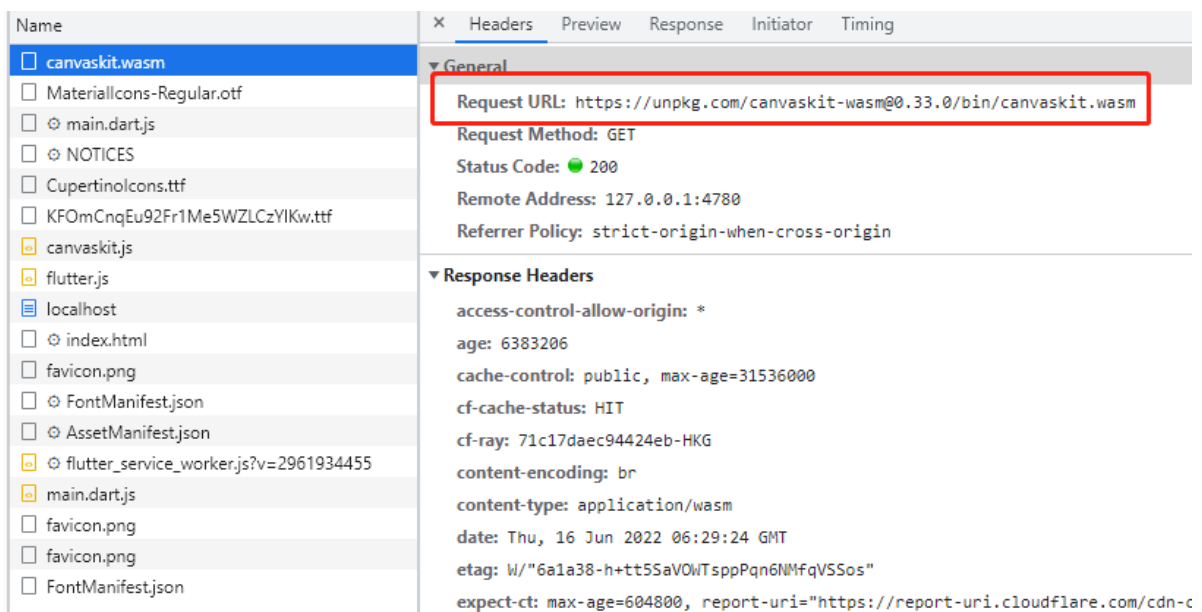 Name
canvaskit.wasm
MaterialIcons-Regular.otf
main.dart.js
NOTICES
CupertinoIcons.ttf
KFOmCnqEu92Fr1Me5WZLCzYlKw.ttf
canvaskit.js
flutter.js
localhost
index.html
favicon.png
FontManifest.json
AssetManifest.json
flutter_service_worker.js?v=2961934455
main.dart.js
favicon.png
favicon.png
FontManifest.json
× Headers Preview Response Initiator Timing
General
Request URL: https://unpkg.com/canvaskit-wasm@0.33.0/bin/canvaskit.wasm
Request Method: GET
Status Code: 200
Remote Address: 127.0.0.1:4780
Referrer Policy: strict-origin-when-cross-origin
Response Headers
access-control-allow-origin: *
age: 6383206
cache-control: public, max-age=31536000
cf-cache-status: HIT
cf-ray: 71c17daec94424eb-HKG
content-encoding: br
content-type: application/wasm
date: Thu, 16 Jun 2022 06:29:24 GMT
etag: W/"6a1a38-h+tt5SaVOWTsppPqn6NMfqVSSos"
expect-ct: max-age=604800, report-uri="https://report-uri.cloudflare.com/cdn-c